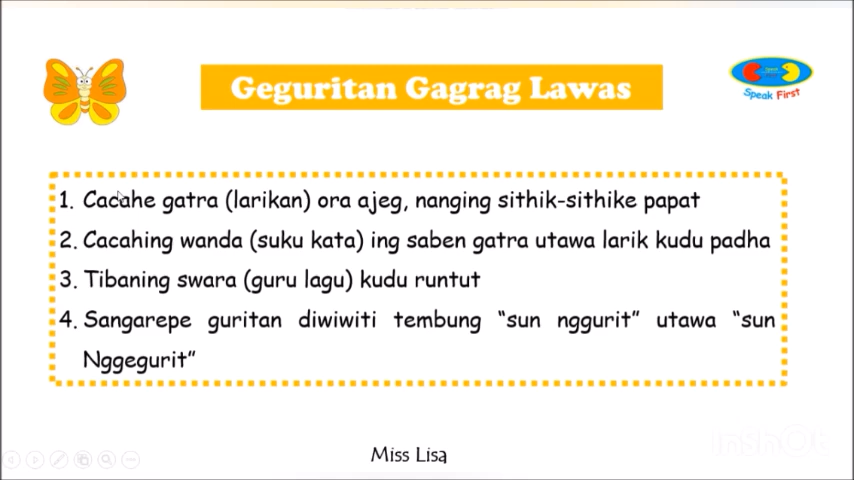 Geguritan Gagrag Lawas
Speak First
1. Cacahe gatra (larikan) ora ajeg, nanging sithik-sithike papat
2. Cacahing wanda (suku kata) ing saben gatra utawa larik kudu padha
3. Tibaning swara (guru lagu) kudu runtut
4. Sangarepe guritan diwiwiti tembung “sun nggurit” utawa “sun
Nggegurit”
InShOt
Miss Lisa